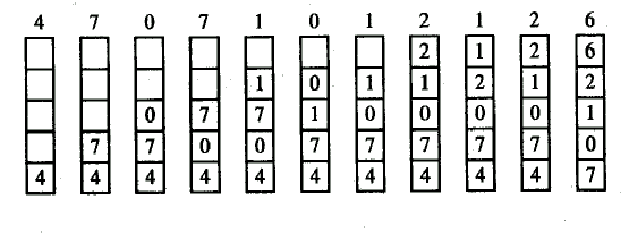 4 7 0 7 1 0 1 2 1 2 6
2 1 2 6
1 0 1 1 2 1 2
0 7 7 1 0 0 0 0 1
7 7 0 0 7 7 7 7 7 0
4 4 4 4 4 4 4 4 4 4 7